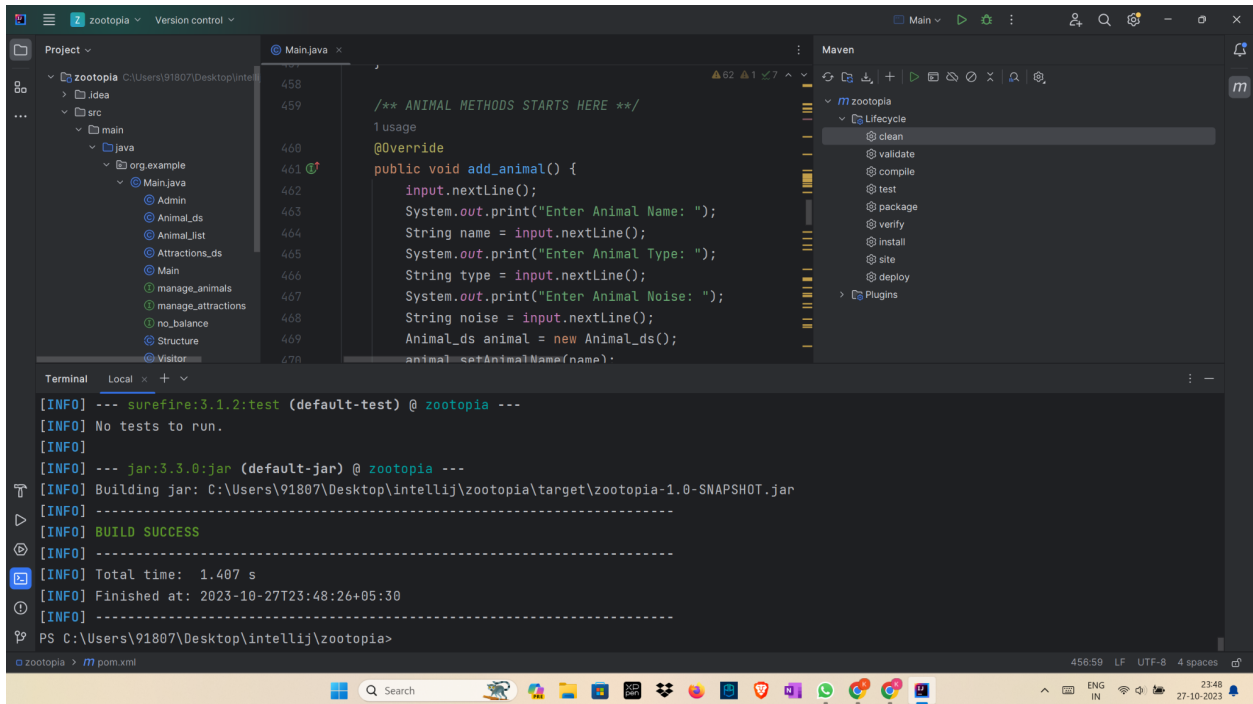 zootopia Version control Main
Project
Main.java
Maven
zootopia C:\Users\91807\Desktop\intelli
.idea
src
main
java
org.example
Main.java
Admin
Animal_ds
Animal_list
Attractions_ds
Main
manage_animals
manage_attractions
no_balance
Structure
Visitor
62 1 7
458
459 /** ANIMAL METHODS STARTS HERE **/
1 usage
460 @Override
461 public void add_animal() {
462 input.nextLine();
463 System.out.print("Enter Animal Name: ");
464 String name = input.nextLine();
465 System.out.print("Enter Animal Type: ");
466 String type = input.nextLine();
467 System.out.print("Enter Animal Noise: ");
468 String noise = input.nextLine();
469 Animal_ds animal = new Animal_ds();
470 animal.setAnimalName(name);
m zootopia
Lifecycle
clean
validate
compile
test
package
verify
install
site
deploy
Plugins
Terminal Local
[INFO] --- surefire:3.1.2:test (default-test) @ zootopia ---
[INFO] No tests to run.
[INFO]
[INFO] --- jar:3.3.0:jar (default-jar) @ zootopia ---
[INFO] Building jar: C:\Users\91807\Desktop\intellij\zootopia\target\zootopia-1.0-SNAPSHOT.jar
[INFO] ------------------------------------------------------------------------
[INFO] BUILD SUCCESS
[INFO] ------------------------------------------------------------------------
[INFO] Total time:  1.407 s
[INFO] Finished at: 2023-10-27T23:48:26+05:30
[INFO] ------------------------------------------------------------------------
PS C:\Users\91807\Desktop\intellij\zootopia>
zootopia > m pom.xml
456:59 LF UTF-8 4 spaces
Search
ENG
IN
23:48
27-10-2023